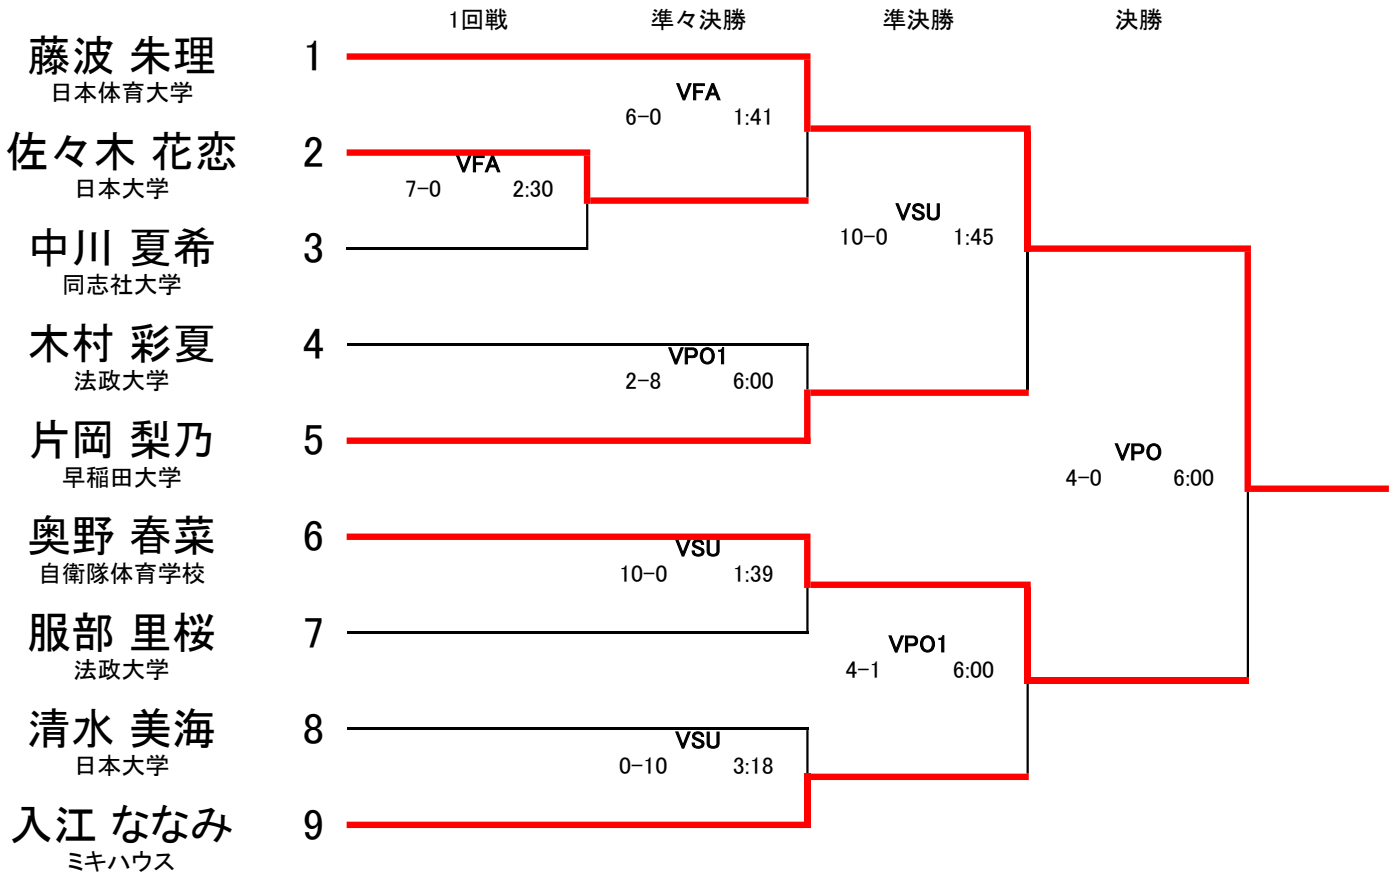 1回戦 準々決勝 準決勝 決勝
藤波 朱理 1
日本体育大学
VFA
6-0 1:41
佐々木 花恋 2
日本大学
VFA
7-0 2:30
VSU
10-0 1:45
中川 夏希 3
同志社大学
木村 彩夏 4
法政大学
VPO1
2-8 6:00
片岡 梨乃 5
早稲田大学
VPO
4-0 6:00
奥野 春菜 6
自衛隊体育学校
VSU
10-0 1:39
服部 里桜 7
法政大学
VPO1
4-1 6:00
清水 美海 8
日本大学
VSU
0-10 3:18
入江 ななみ 9
ミキハウス